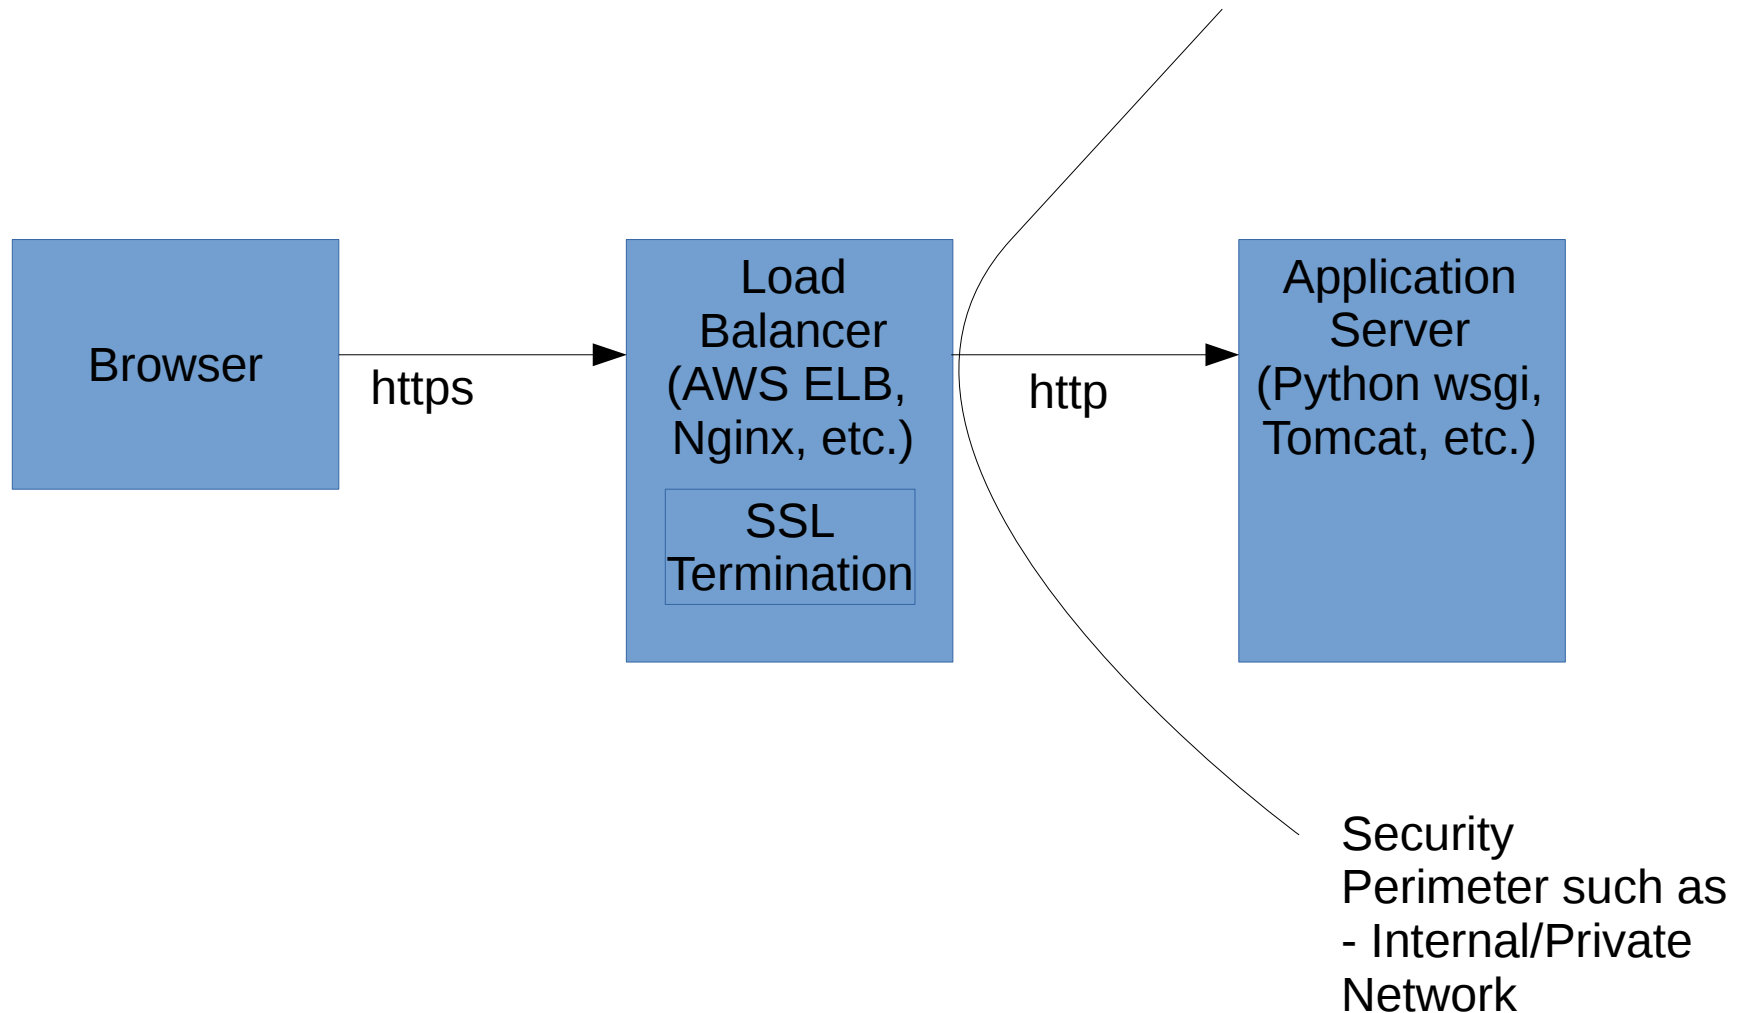 Browser
https
Load
Balancer
(AWS ELB,
Nginx, etc.)
SSL
Termination
http
Application
Server
(Python wsgi,
Tomcat, etc.)
Security
Perimeter such as
- Internal/Private
Network